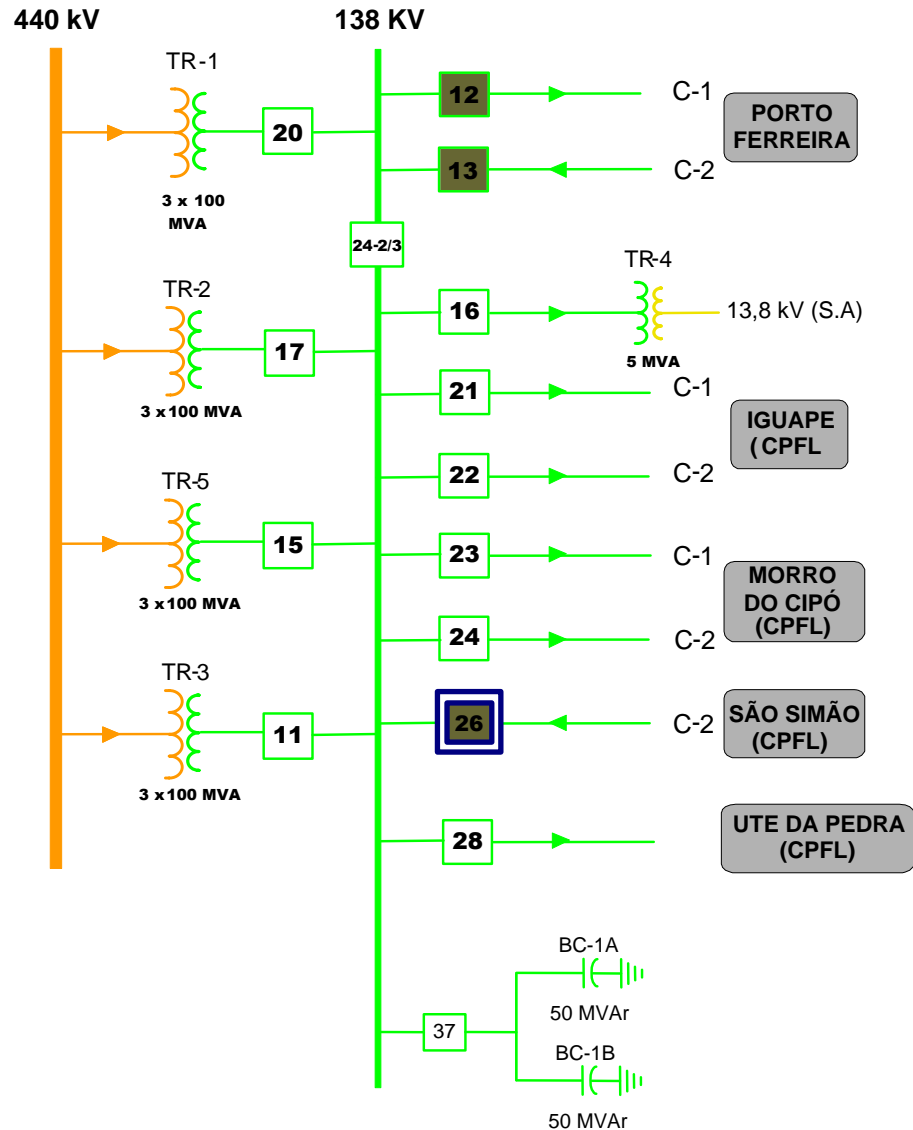 440 kV
138 KV
TR-1
20
3 x 100
MVA
12
C-1
13
C-2
PORTO
FERREIRA
24-2/3
TR-2
17
3 x100 MVA
16
TR-4
5 MVA
13,8 kV (S.A)
21
C-1
22
C-2
IGUAPE
( CPFL
TR-5
15
3 x100 MVA
23
C-1
24
C-2
MORRO
DO CIPÓ
(CPFL)
TR-3
11
3 x100 MVA
26
C-2
SÃO SIMÃO
(CPFL)
28
UTE DA PEDRA
(CPFL)
37
BC-1A
50 MVAr
BC-1B
50 MVAr